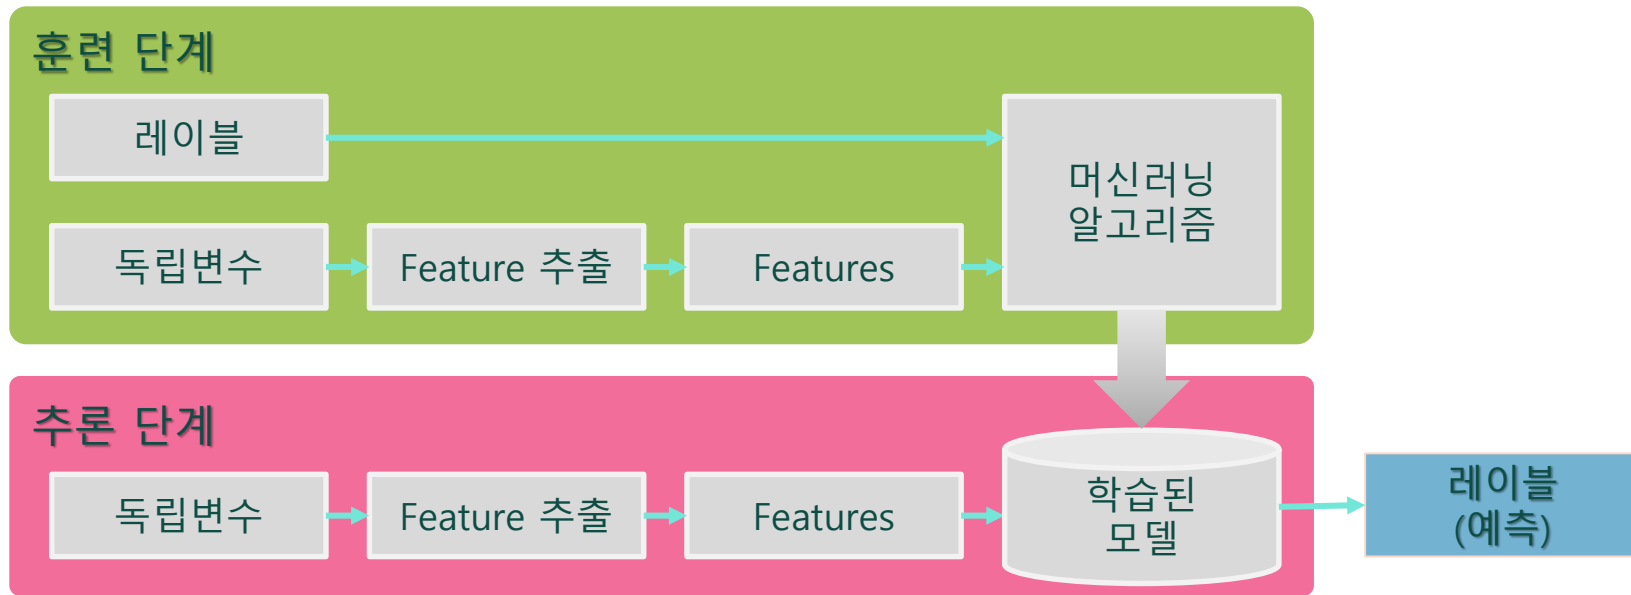 훈련 단계
레이블
머신러닝
알고리즘
독립변수
Feature 추출
Features
추론 단계
독립변수
Feature 추출
Features
학습된
모델
레이블
(예측)